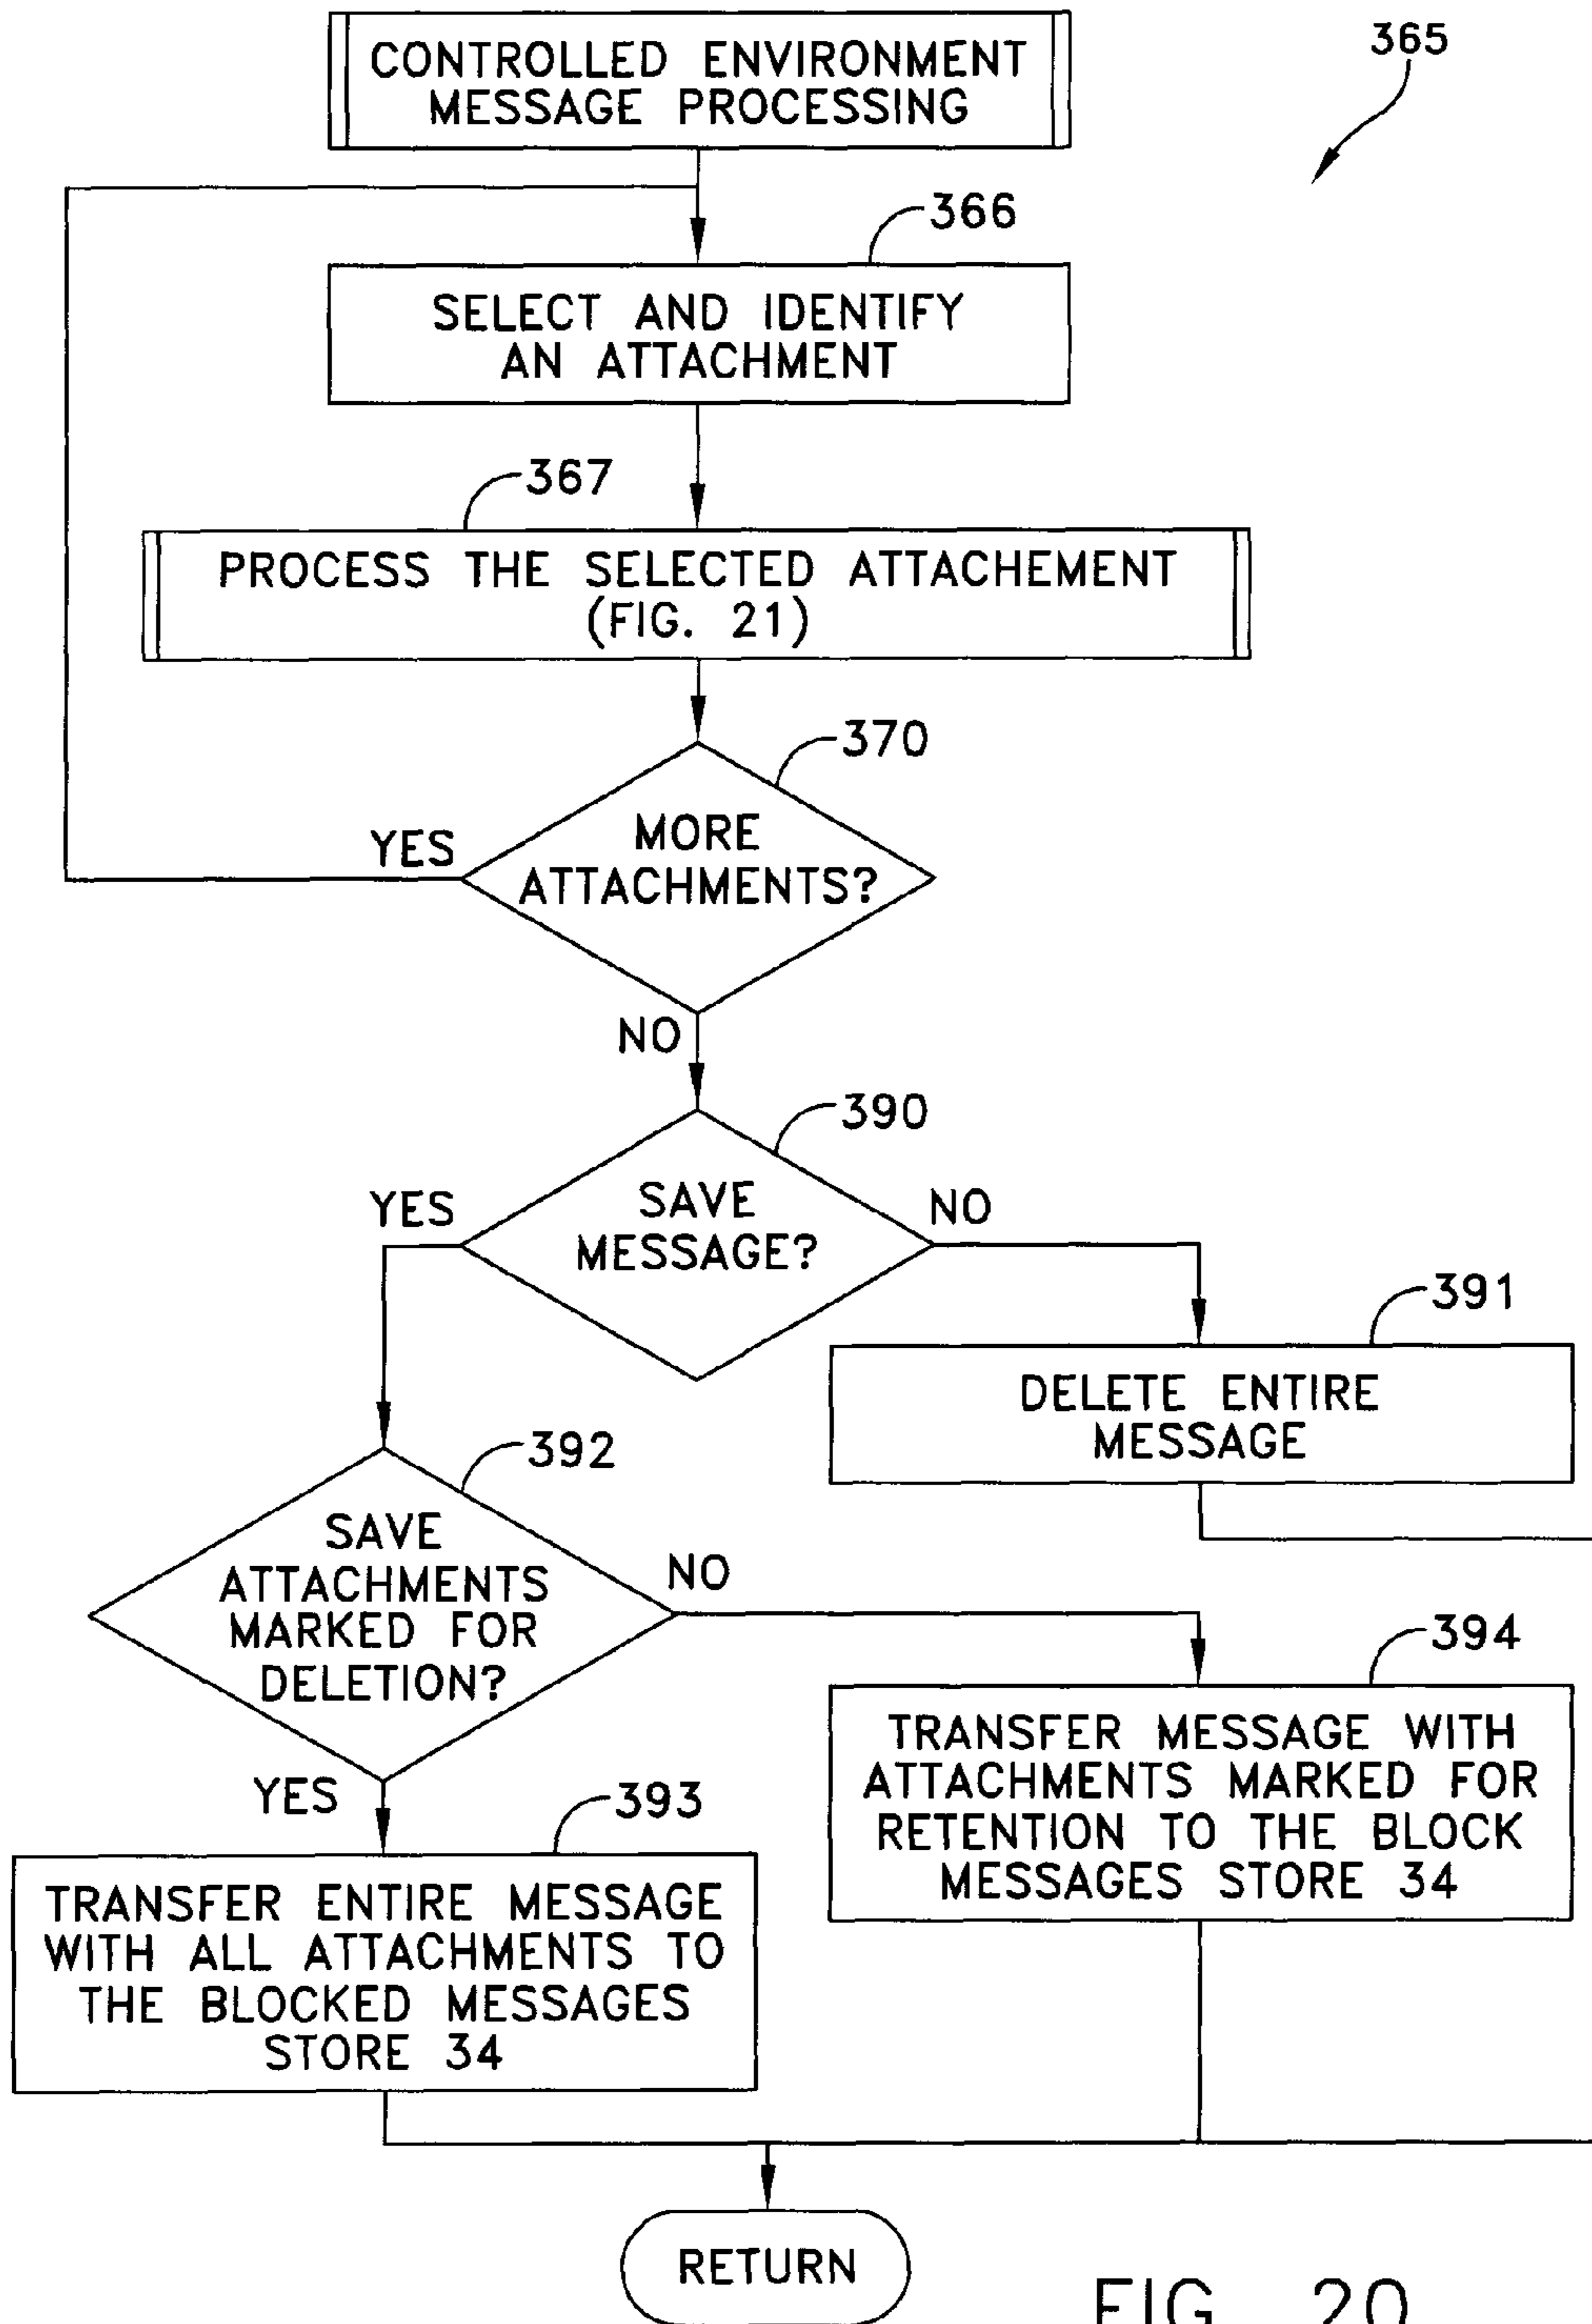 CONTROLLED ENVIRONMENT
MESSAGE PROCESSING
365
366
SELECT AND IDENTIFY
AN ATTACHMENT
367
PROCESS THE SELECTED ATTACHEMENT
(FIG. 21)
370
MORE
ATTACHMENTS?
YES
NO
390
SAVE
MESSAGE?
YES
NO
391
DELETE ENTIRE
MESSAGE
392
SAVE
ATTACHMENTS
MARKED FOR
DELETION?
NO
YES
394
TRANSFER MESSAGE WITH
ATTACHMENTS MARKED FOR
RETENTION TO THE BLOCK
MESSAGES STORE 34
393
TRANSFER ENTIRE MESSAGE
WITH ALL ATTACHMENTS TO
THE BLOCKED MESSAGES
STORE 34
RETURN
FIG. 20